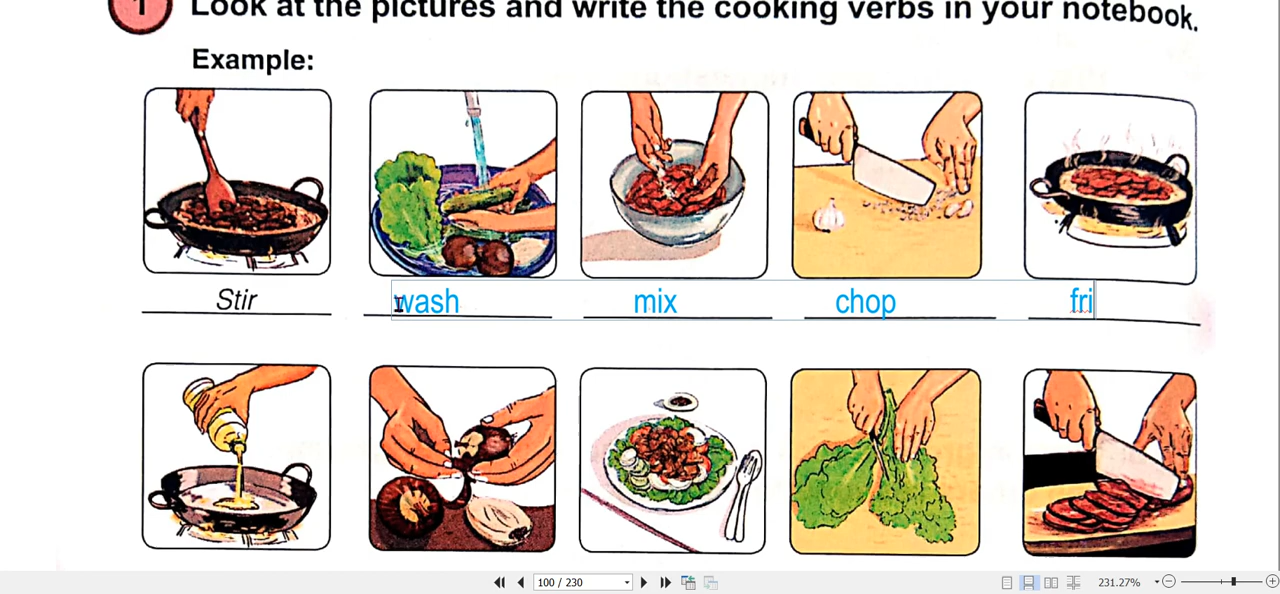 1 Look at the pictures and write the cooking verbs in your notebook.
Example:
Stir wash mix chop fri
100 / 230 231.27%